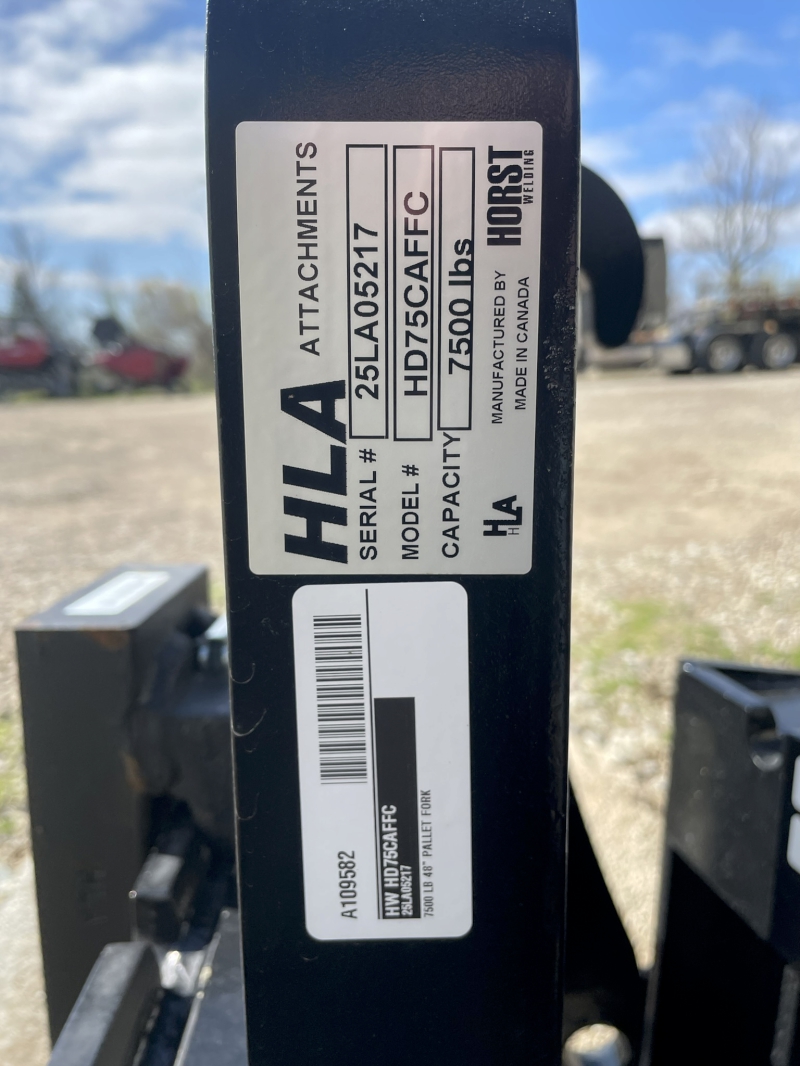 HLA ATTACHMENTS
SERIAL # 25LA05217
MODEL # HD75CAFFC
CAPACITY 7500 lbs
HLA
MANUFACTURED BY
MADE IN CANADA
HORST
WELDING
A109582
HW HD75CAFFC
25LA05217
7500 LB 48" PALLET FORK